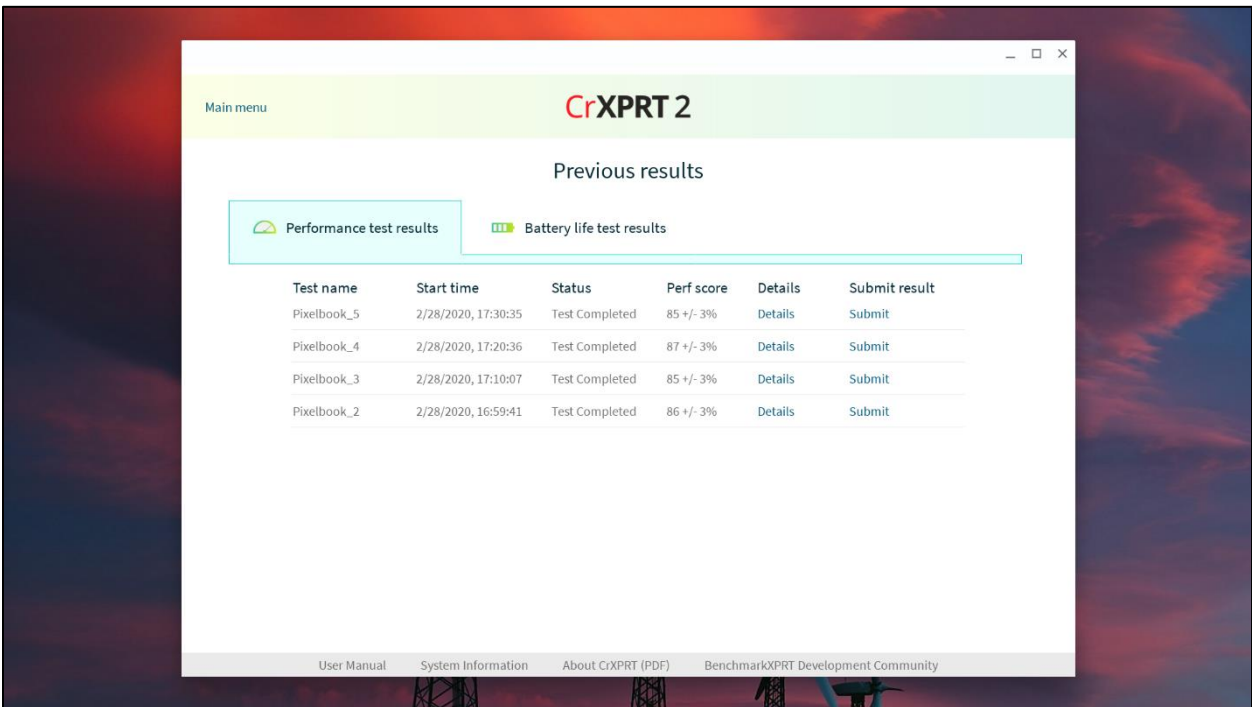 Main menu
CrXPRT 2
Previous results
Performance test results Battery life test results
Test name Start time Status Perf score Details Submit result
Pixelbook_5 2/28/2020, 17:30:35 Test Completed 85 +/- 3% Details Submit
Pixelbook_4 2/28/2020, 17:20:36 Test Completed 87 +/- 3% Details Submit
Pixelbook_3 2/28/2020, 17:10:07 Test Completed 85 +/- 3% Details Submit
Pixelbook_2 2/28/2020, 16:59:41 Test Completed 86 +/- 3% Details Submit
User Manual System Information About CrXPRT (PDF) BenchmarkXPRT Development Community